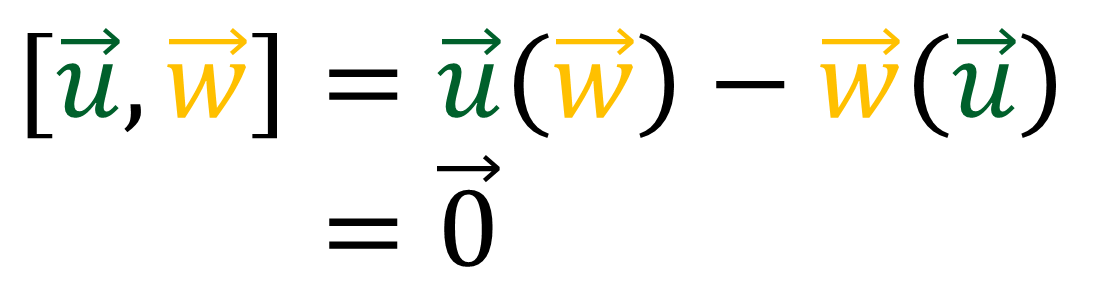 [u⃗, w⃗] = u⃗(w⃗) − w⃗(u⃗)
= 0⃗